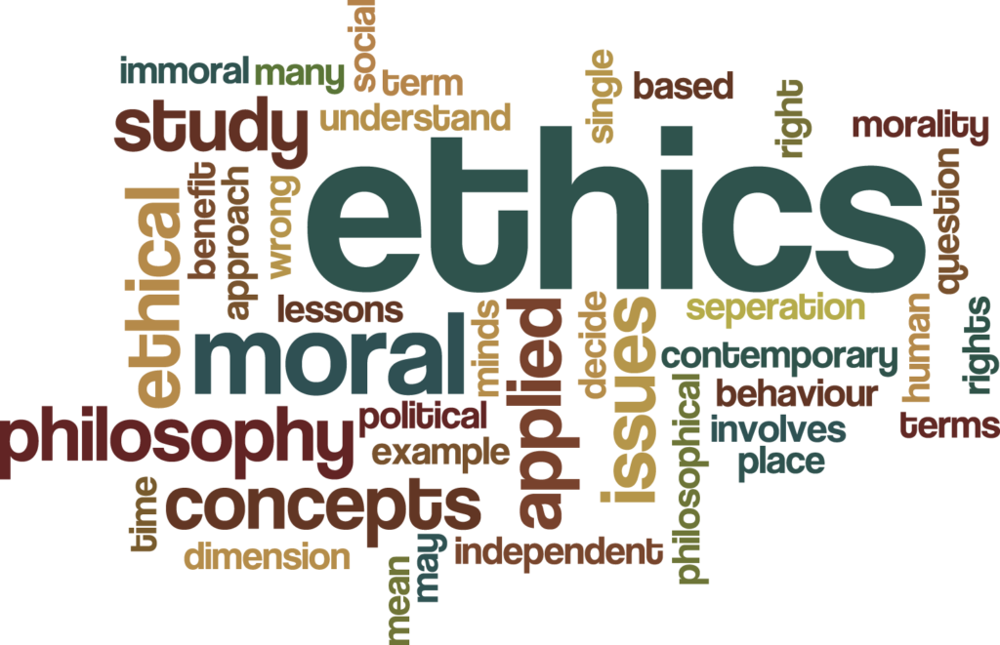 social
immoral
many
term
single
based
right
study
understand
morality
ethics
question
benefit
approach
wrong
ethical
lessons
minds
applied
decide
issues
seperation
human
rights
moral
contemporary
behaviour
philosophy
political
philosophical
involves
terms
example
place
time
concepts
dimension
may
independent
mean